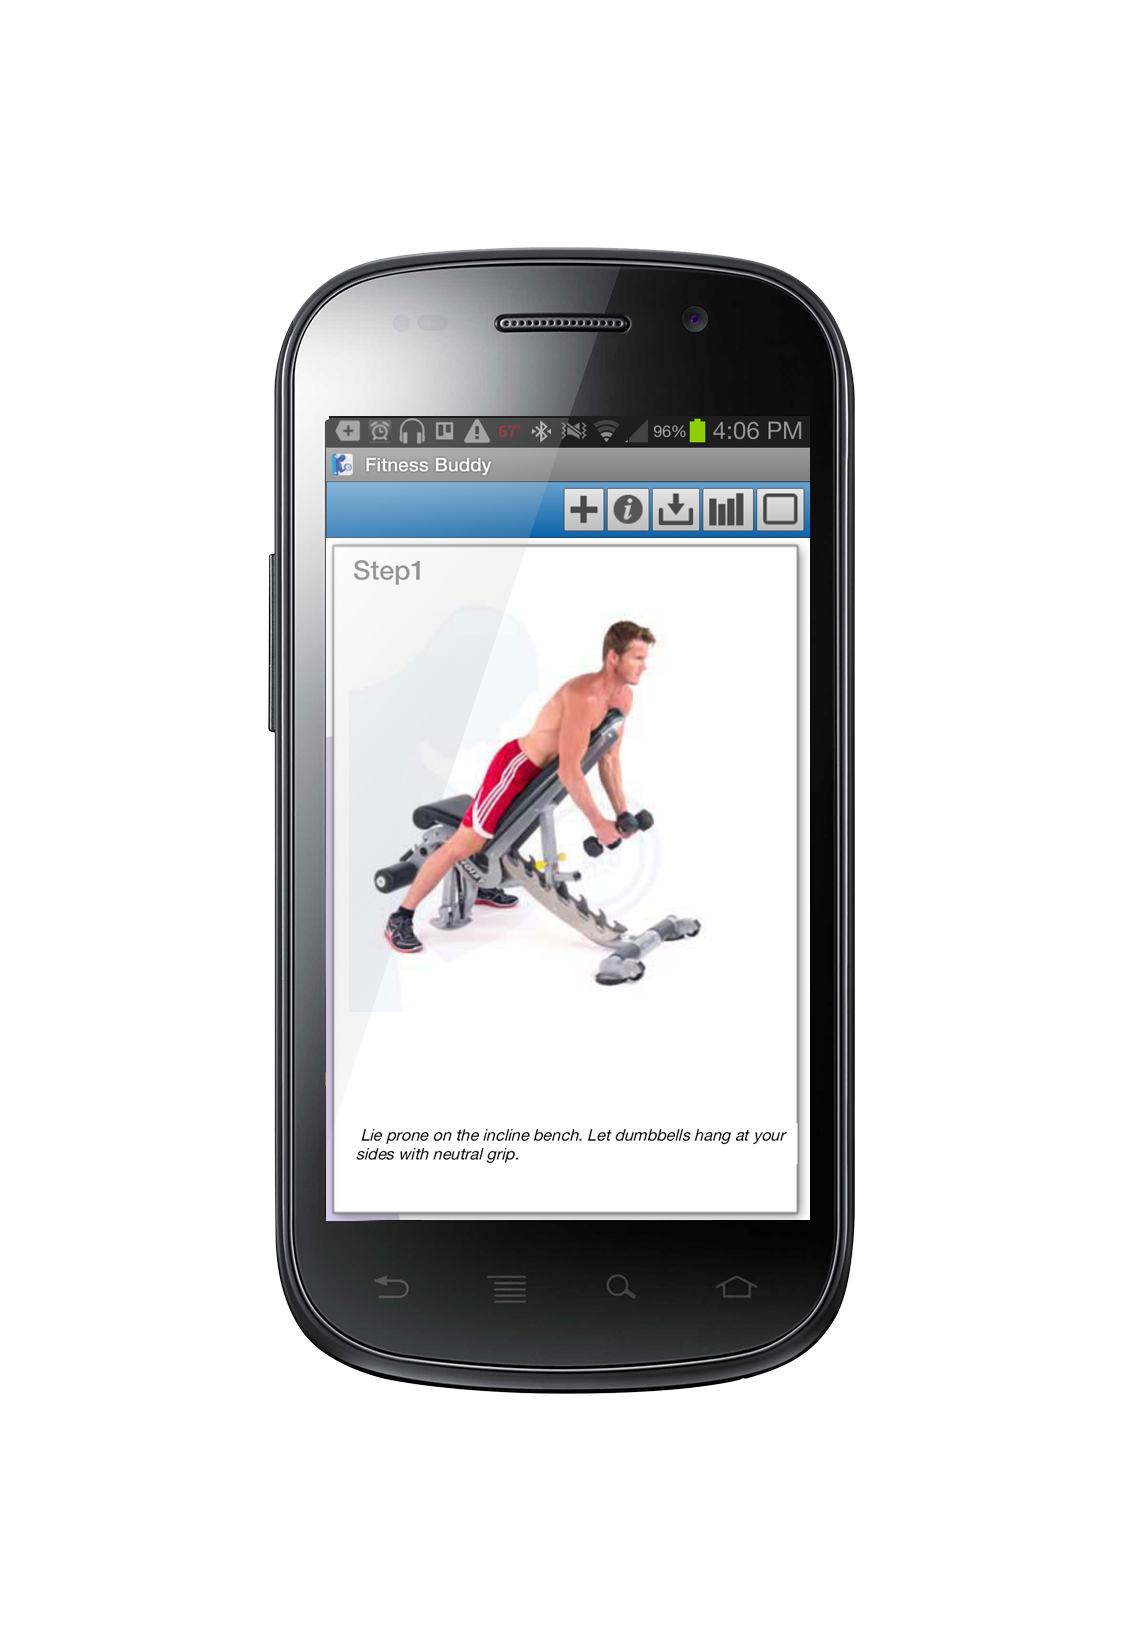 67°
96%
4:06 PM
Fitness Buddy
Step1
Lie prone on the incline bench. Let dumbbells hang at your
sides with neutral grip.